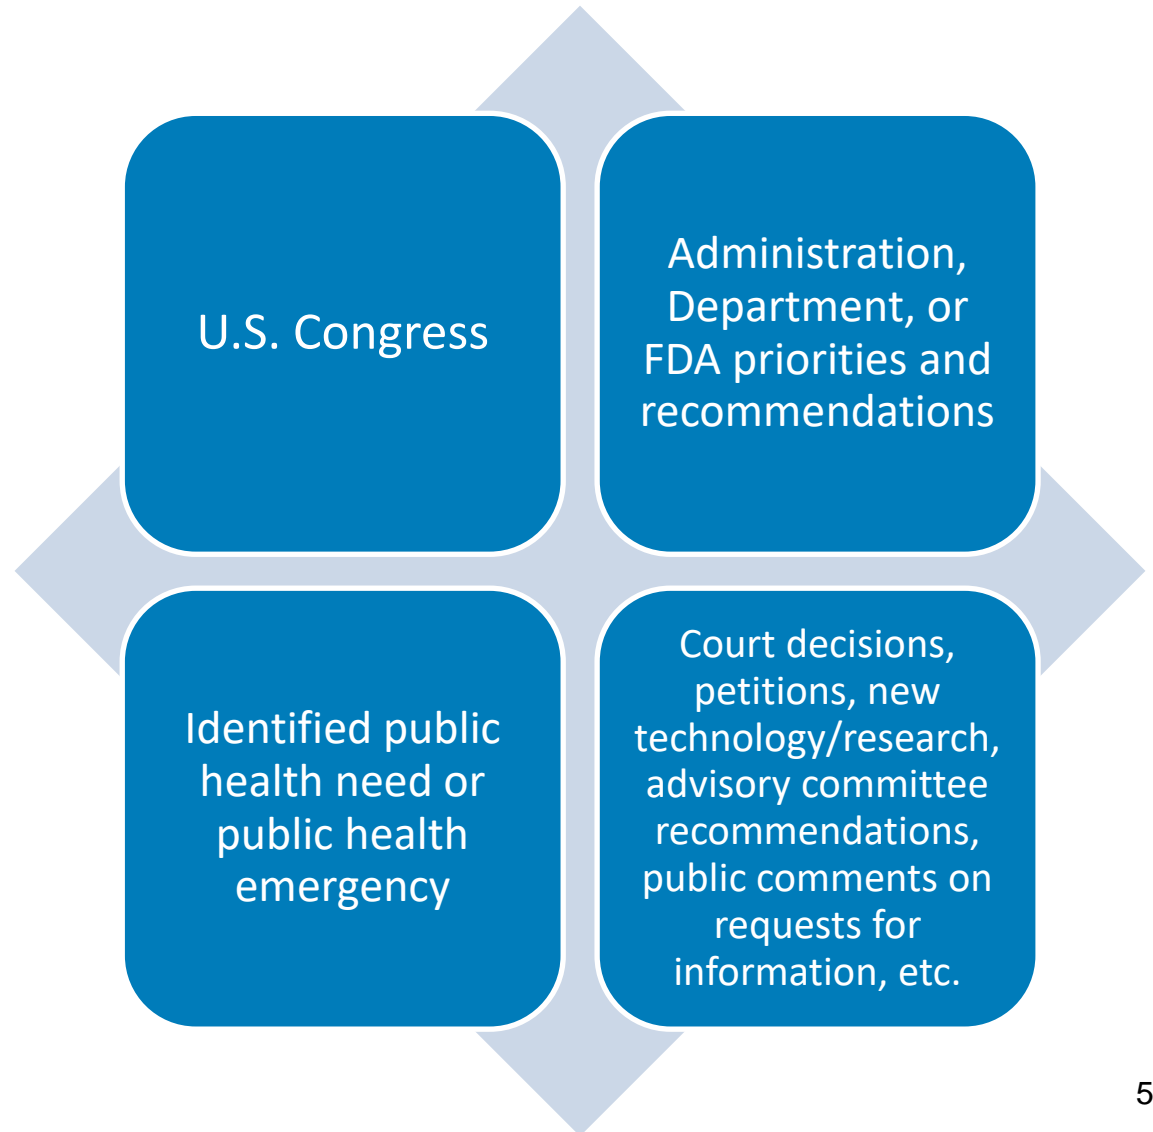 U.S. Congress
Administration,
Department, or
FDA priorities and
recommendations
Identified public
health need or
public health
emergency
Court decisions,
petitions, new
technology/research,
advisory committee
recommendations,
public comments on
requests for
information, etc.
5